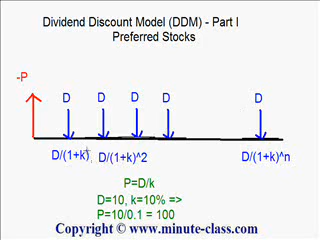 Dividend Discount Model (DDM) - Part I
Preferred Stocks
-P
D D D D D
D/(1+k) D/(1+k)^2 D/(1+k)^n
P=D/k
D=10, k=10% =>
P=10/0.1 = 100
Copyright © www.minute-class.com